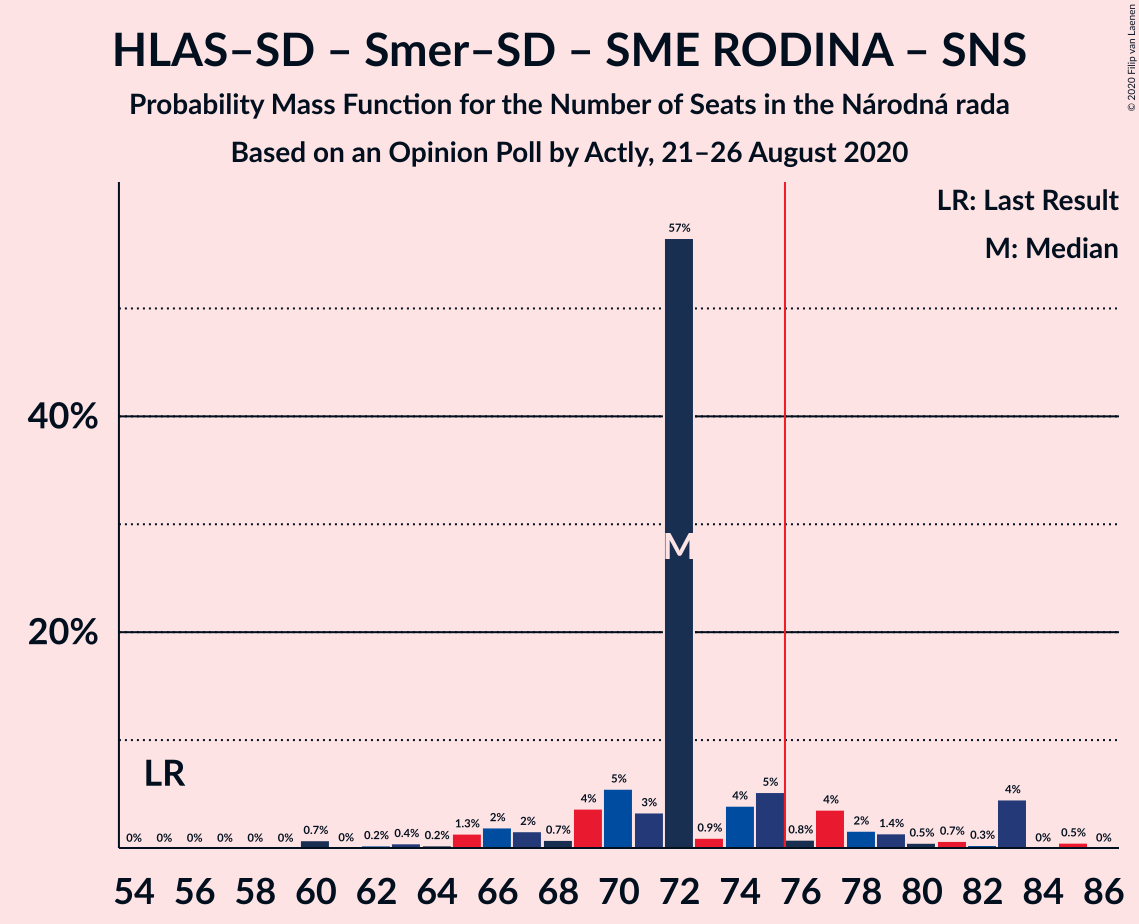 HLAS–SD – Smer–SD – SME RODINA – SNS
Probability Mass Function for the Number of Seats in the Národná rada
Based on an Opinion Poll by Actly, 21–26 August 2020
© 2020 Filip van Laenen
LR: Last Result
M: Median
57%
40%
M
20%
LR
0% 0% 0% 0% 0% 0% 0.7% 0% 0.2% 0.4% 0.2% 1.3% 2% 2% 0.7% 4% 5% 3% 0.9% 4% 5% 0.8% 4% 2% 1.4% 0.5% 0.7% 0.3% 4% 0% 0.5% 0%
54 56 58 60 62 64 66 68 70 72 74 76 78 80 82 84 86